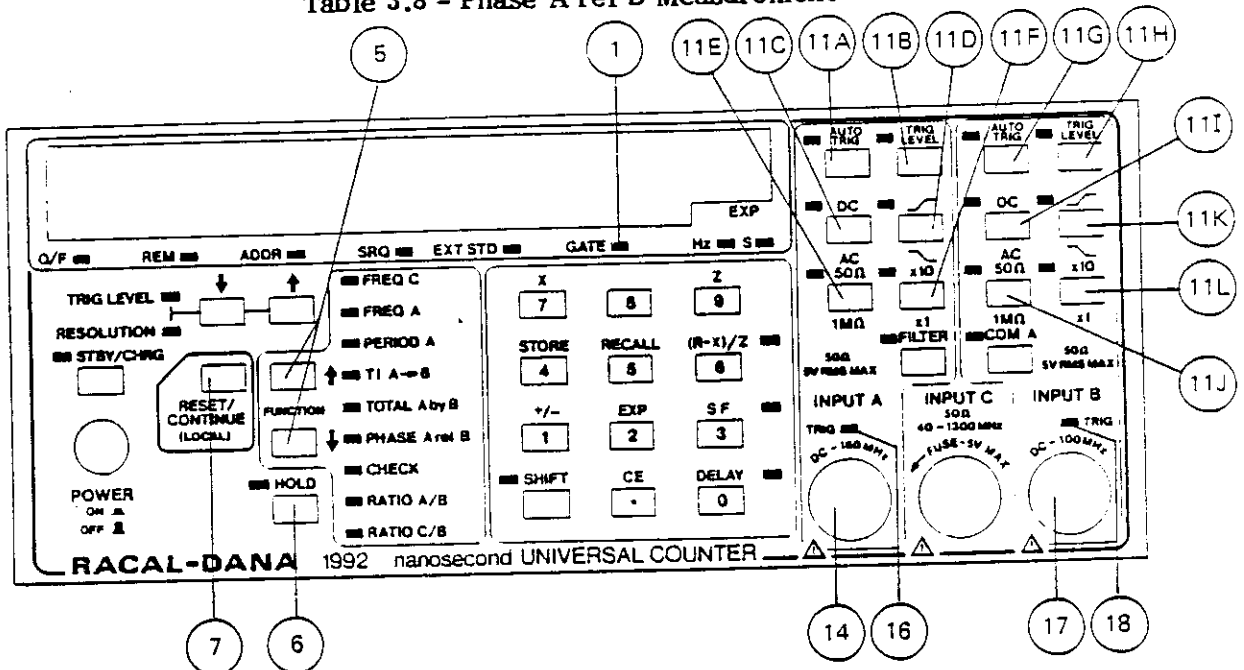 Table 3.8 - Phase A rel B Measurement
5
1
11E
11C
11A
11B
11D
11F
11G
11H
11I
11K
11L
11J
AUTO TRIG
TRIG LEVEL
AUTO TRIG
TRIG LEVEL
DC
DC
AC
50Ω
x10
AC
50Ω
x10
1MΩ
x1
1MΩ
x1
FILTER
COM A
50Ω
5V RMS MAX
50Ω
5V RMS MAX
INPUT A
INPUT C
50Ω
40-1300 MHz
INPUT B
TRIG
TRIG
DC-160MHz
FUSE-5V MAX
DC-100MHz
EXP
O/F
REM
ADDR
SRQ
EXT STD
GATE
Hz
S
TRIG LEVEL
RESOLUTION
STBY/CHRG
RESET/
CONTINUE
(LOCAL)
POWER
ON
OFF
FUNCTION
HOLD
FREQ C
FREQ A
PERIOD A
TI A→B
TOTAL A by B
PHASE A rel B
CHECK
RATIO A/B
RATIO C/B
X
Z
7
8
9
STORE
RECALL
(R-X)/Z
4
5
6
+/-
EXP
SF
1
2
3
SHIFT
CE
DELAY
.
0
RACAL-DANA 1992 nanosecond UNIVERSAL COUNTER
7
6
14
16
17
18